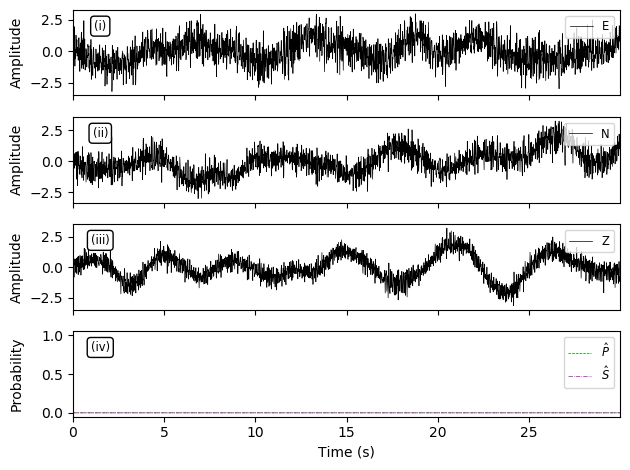 2.5
0.0
−2.5
Amplitude
(i)
E
2.5
0.0
−2.5
Amplitude
(ii)
N
2.5
0.0
−2.5
Amplitude
(iii)
Z
1.0
0.5
0.0
Probability
(iv)
P̂
Ŝ
0 5 10 15 20 25
Time (s)